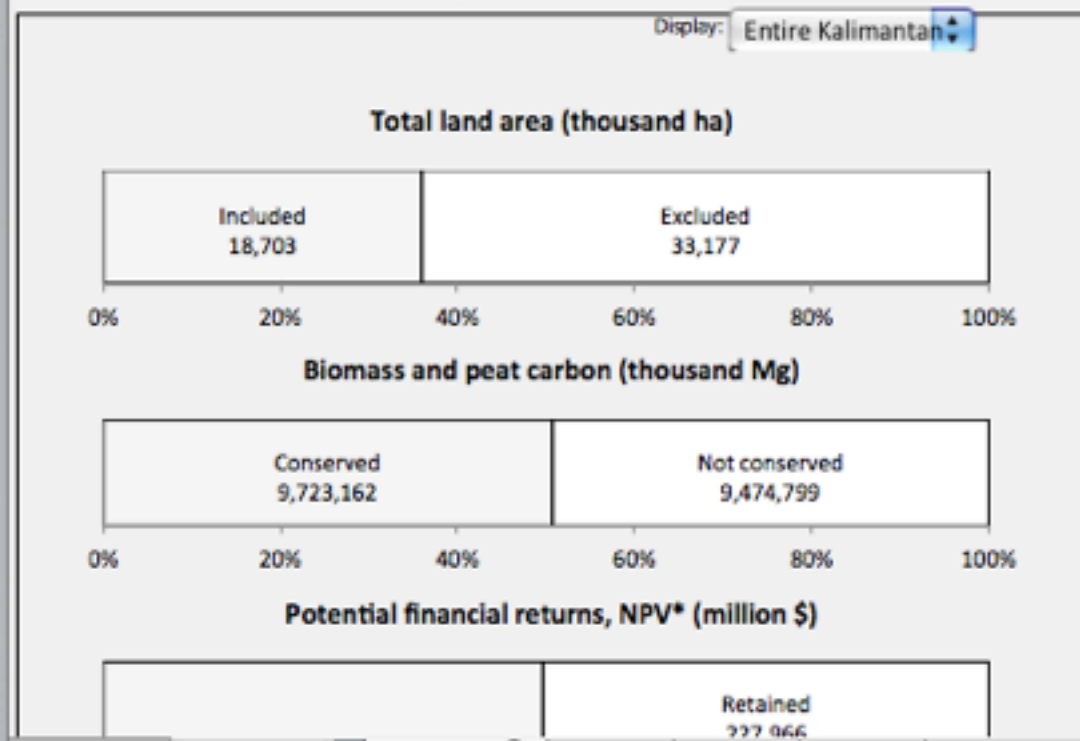 Display: Entire Kalimantan
Total land area (thousand ha)
Included Excluded
18,703 33,177
0% 20% 40% 60% 80% 100%
Biomass and peat carbon (thousand Mg)
Conserved Not conserved
9,723,162 9,474,799
0% 20% 40% 60% 80% 100%
Potential financial returns, NPV* (million $)
Retained